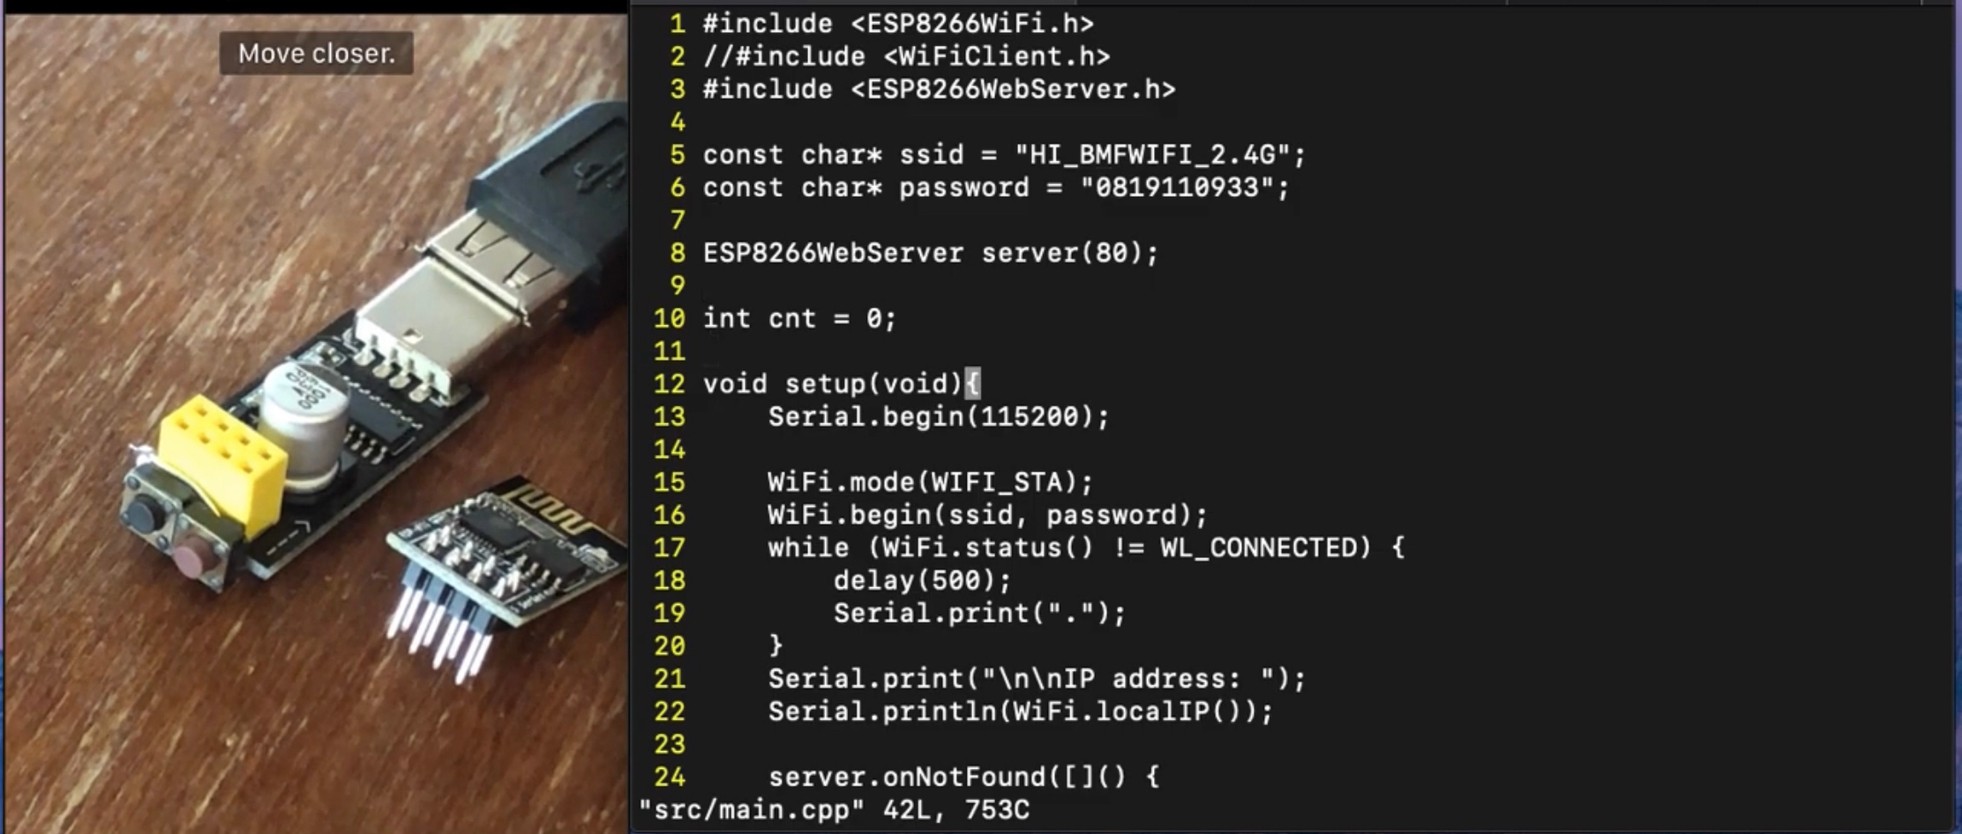 Move closer.
1 #include <ESP8266WiFi.h>
2 //#include <WiFiClient.h>
3 #include <ESP8266WebServer.h>
4
5 const char* ssid = "HI_BMFWIFI_2.4G";
6 const char* password = "0819110933";
7
8 ESP8266WebServer server(80);
9
10 int cnt = 0;
11
12 void setup(void){
13     Serial.begin(115200);
14
15     WiFi.mode(WIFI_STA);
16     WiFi.begin(ssid, password);
17     while (WiFi.status() != WL_CONNECTED) {
18         delay(500);
19         Serial.print(".");
20     }
21     Serial.print("\n\nIP address: ");
22     Serial.println(WiFi.localIP());
23
24     server.onNotFound([]() {
"src/main.cpp" 42L, 753C